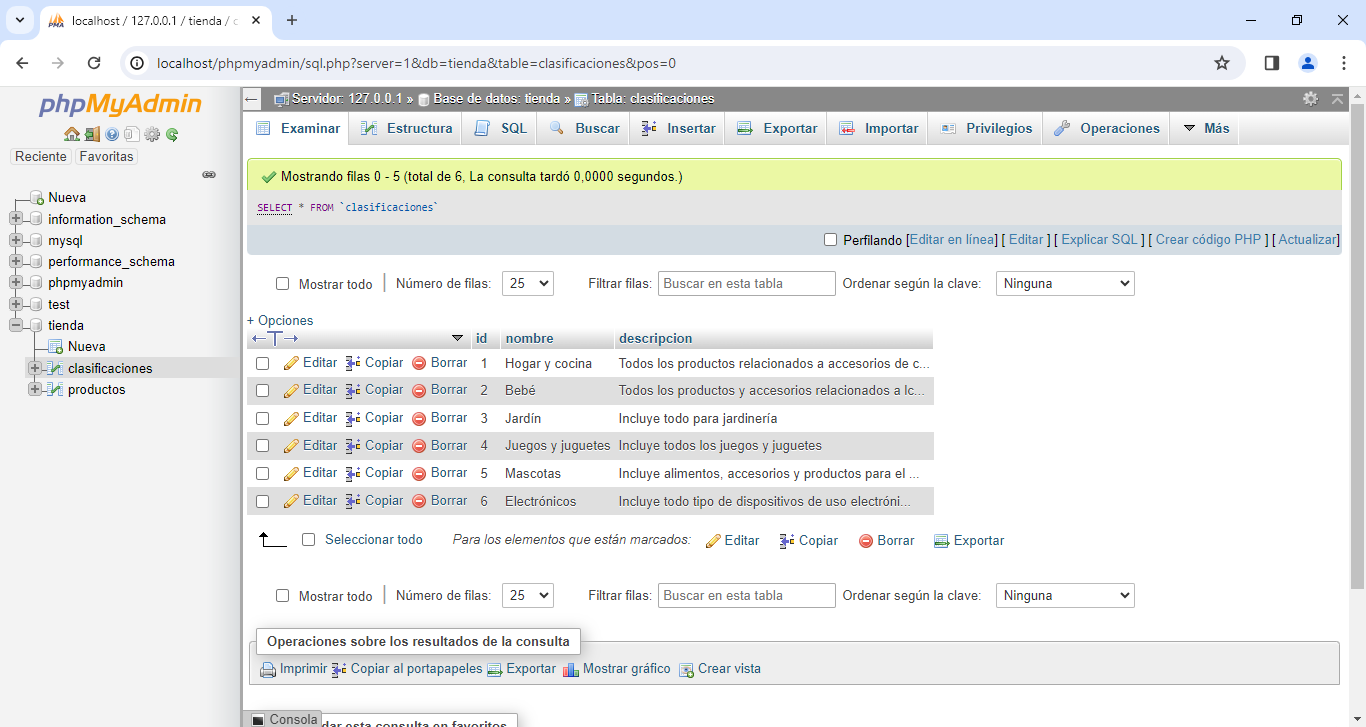 localhost / 127.0.0.1 / tienda / c
localhost/phpmyadmin/sql.php?server=1&db=tienda&table=clasificaciones&pos=0
phpMyAdmin
Reciente Favoritas
Nueva
information_schema
mysql
performance_schema
phpmyadmin
test
tienda
Nueva
clasificaciones
productos
Servidor: 127.0.0.1 » Base de datos: tienda » Tabla: clasificaciones
Examinar Estructura SQL Buscar Insertar Exportar Importar Privilegios Operaciones Más
Mostrando filas 0 - 5 (total de 6, La consulta tardó 0,0000 segundos.)
SELECT * FROM `clasificaciones`
Perfilando [Editar en línea] [ Editar ] [ Explicar SQL ] [ Crear código PHP ] [ Actualizar]
Mostrar todo Número de filas: 25 Filtrar filas: Buscar en esta tabla Ordenar según la clave: Ninguna
+ Opciones
←T→ id nombre descripcion
Editar Copiar Borrar 1 Hogar y cocina Todos los productos relacionados a accesorios de c...
Editar Copiar Borrar 2 Bebé Todos los productos y accesorios relacionados a lc...
Editar Copiar Borrar 3 Jardín Incluye todo para jardinería
Editar Copiar Borrar 4 Juegos y juguetes Incluye todos los juegos y juguetes
Editar Copiar Borrar 5 Mascotas Incluye alimentos, accesorios y productos para el ...
Editar Copiar Borrar 6 Electrónicos Incluye todo tipo de dispositivos de uso electróni...
Seleccionar todo Para los elementos que están marcados: Editar Copiar Borrar Exportar
Mostrar todo Número de filas: 25 Filtrar filas: Buscar en esta tabla Ordenar según la clave: Ninguna
Operaciones sobre los resultados de la consulta
Imprimir Copiar al portapapeles Exportar Mostrar gráfico Crear vista
Consola
dar esta consulta en favoritos